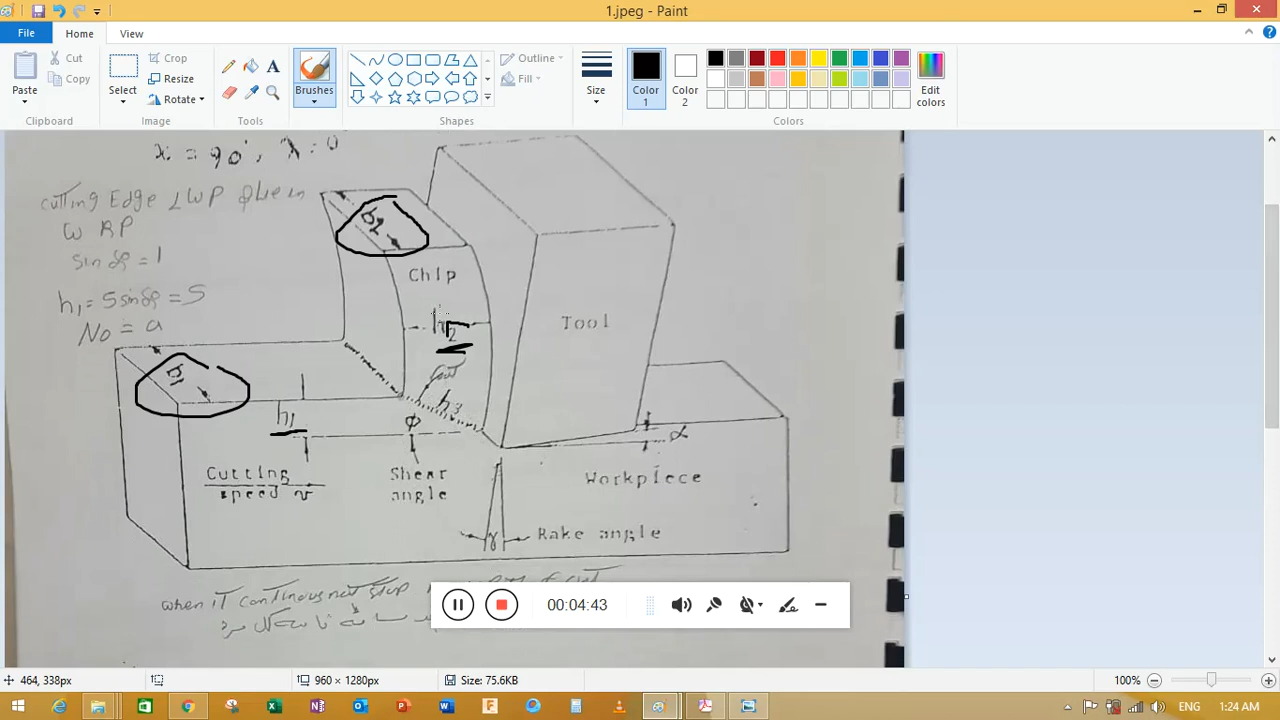 1.jpeg - Paint
File Home View
Paste Cut Copy Select Crop Resize Rotate Brushes Outline Fill Size Color 1 Color 2 Edit colors
Clipboard Image Tools Shapes Colors
= 90°, λ = 0
cutting Edge ⊥ WP
W RP
b2
sin = 1
Chip
h1 = S sin = S
h2
Tool
No = a
b1
h3
h1
φ
α
Cutting speed v
Shear angle
Workpiece
γ
Rake angle
when it continous not stop
00:04:43
464, 338px
960 × 1280px
Size: 75.6KB
100%
ENG
1:24 AM